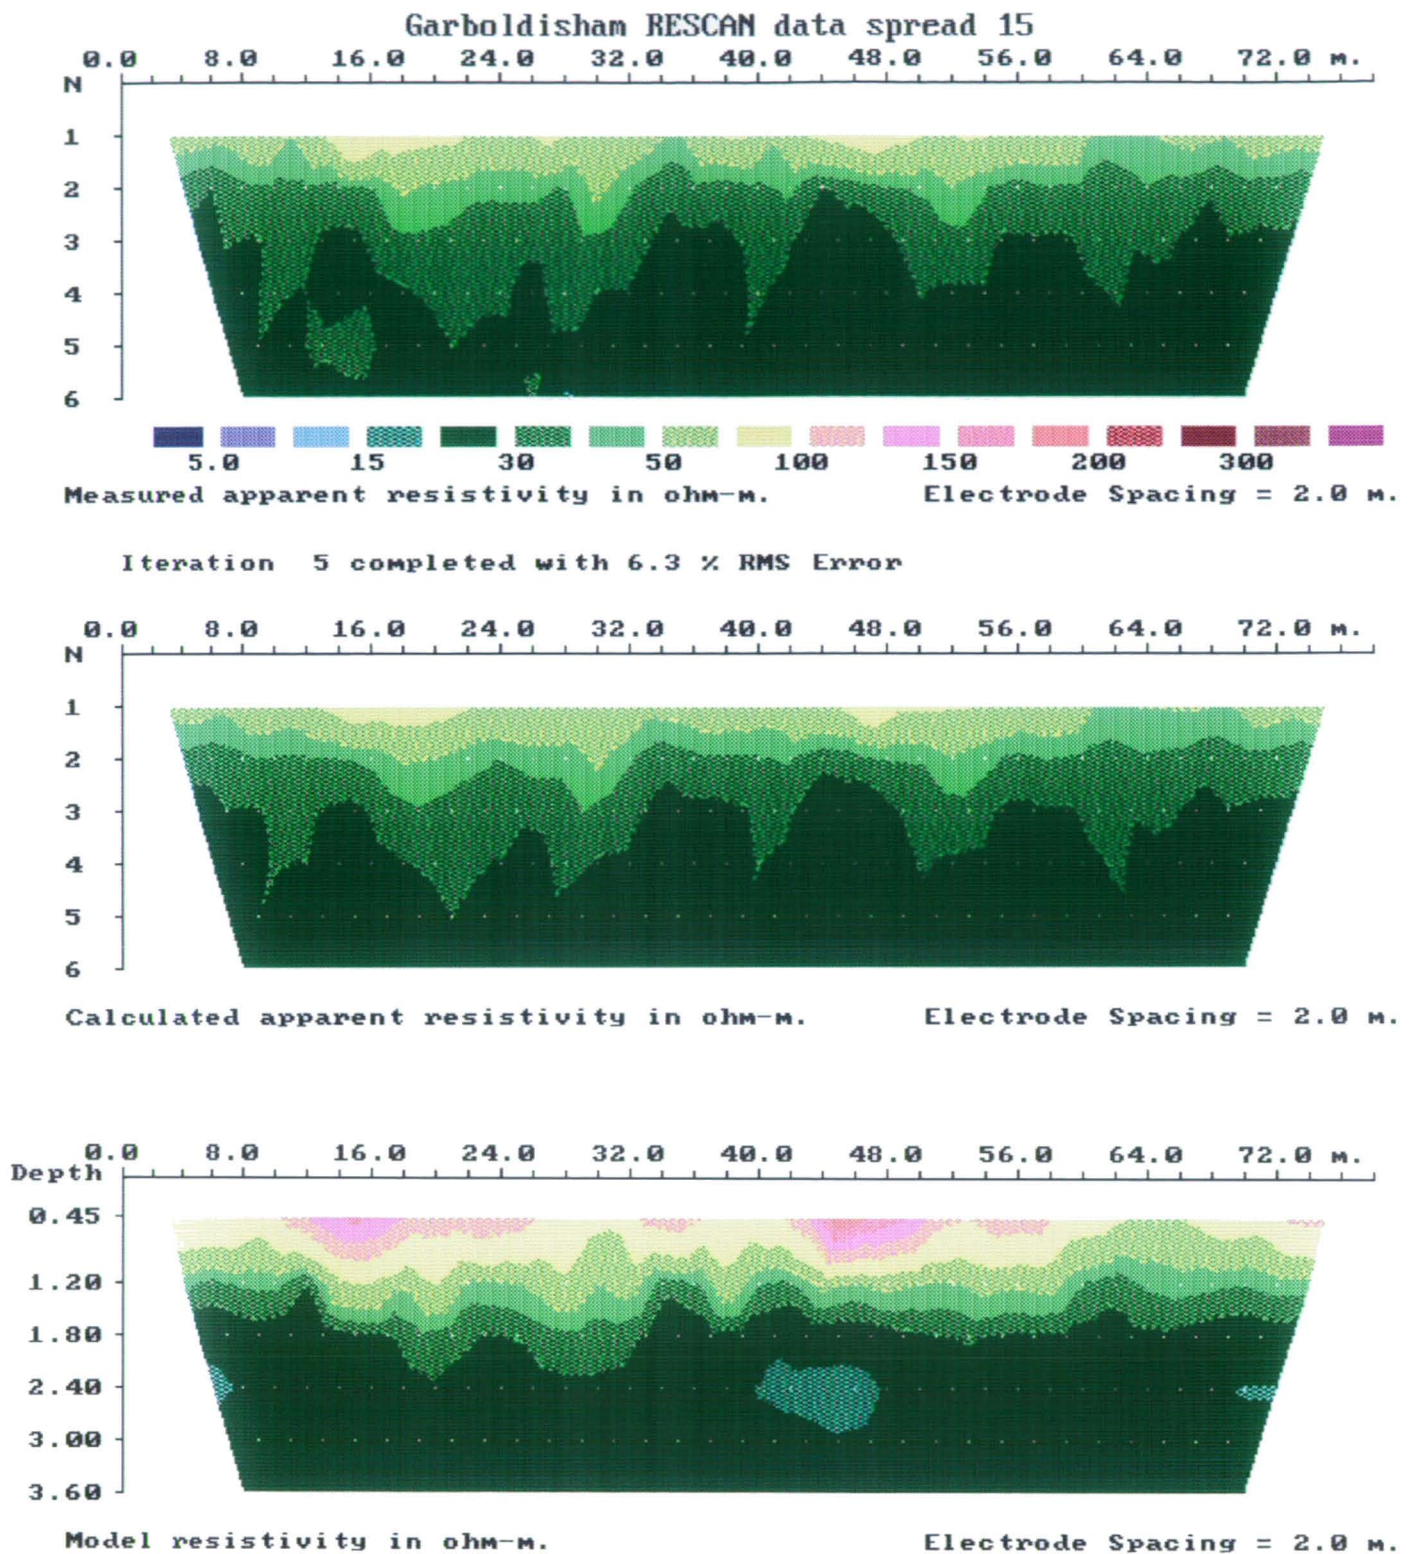 Garboldisham RESCAN data spread 15
0.0 8.0 16.0 24.0 32.0 40.0 48.0 56.0 64.0 72.0 м.
N
1
2
3
4
5
6
5.0 15 30 50 100 150 200 300
Measured apparent resistivity in ohm-m. Electrode Spacing = 2.0 м.
Iteration 5 completed with 6.3 % RMS Error
0.0 8.0 16.0 24.0 32.0 40.0 48.0 56.0 64.0 72.0 м.
N
1
2
3
4
5
6
Calculated apparent resistivity in ohm-m. Electrode Spacing = 2.0 м.
0.0 8.0 16.0 24.0 32.0 40.0 48.0 56.0 64.0 72.0 м.
Depth
0.45
1.20
1.80
2.40
3.00
3.60
Model resistivity in ohm-m. Electrode Spacing = 2.0 м.